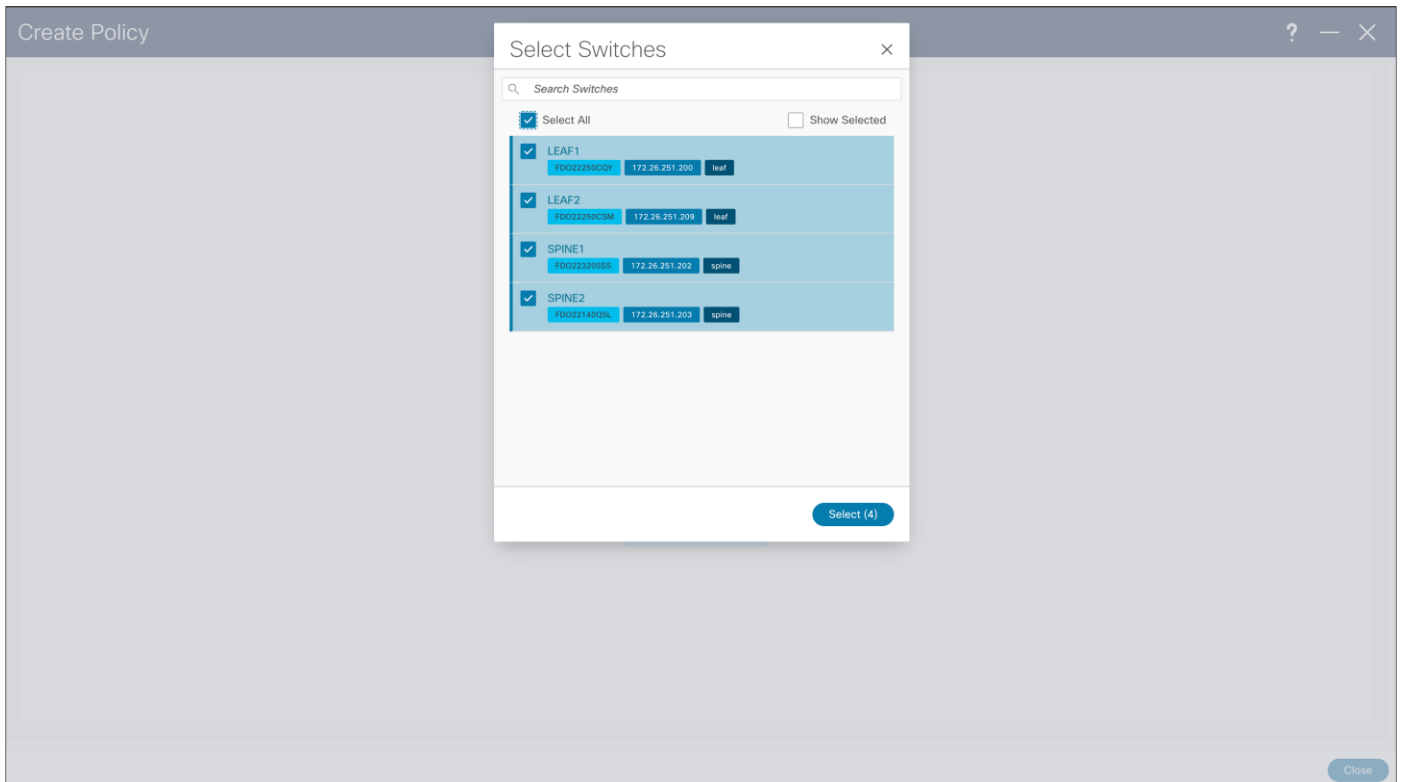 Create Policy
?
Select Switches
Search Switches
Select All Show Selected
LEAF1
FDO22250CQY 172.26.251.200 leaf
LEAF2
FDO22250CSM 172.26.251.209 leaf
SPINE1
FDO223205SS 172.26.251.202 spine
SPINE2
FDO22140QSL 172.26.251.203 spine
Select (4)
Close